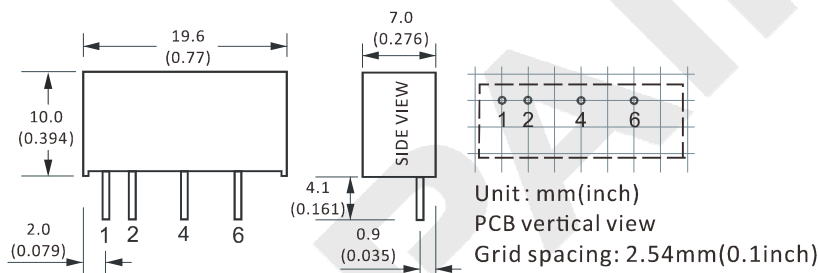 19.6
(0.77)
7.0
(0.276)
10.0
(0.394)
SIDE VIEW
1 2 4 6
4.1
(0.161)
2.0
(0.079)
1 2 4 6
0.9
(0.035)
Unit: mm(inch)
PCB vertical view
Grid spacing: 2.54mm(0.1inch)